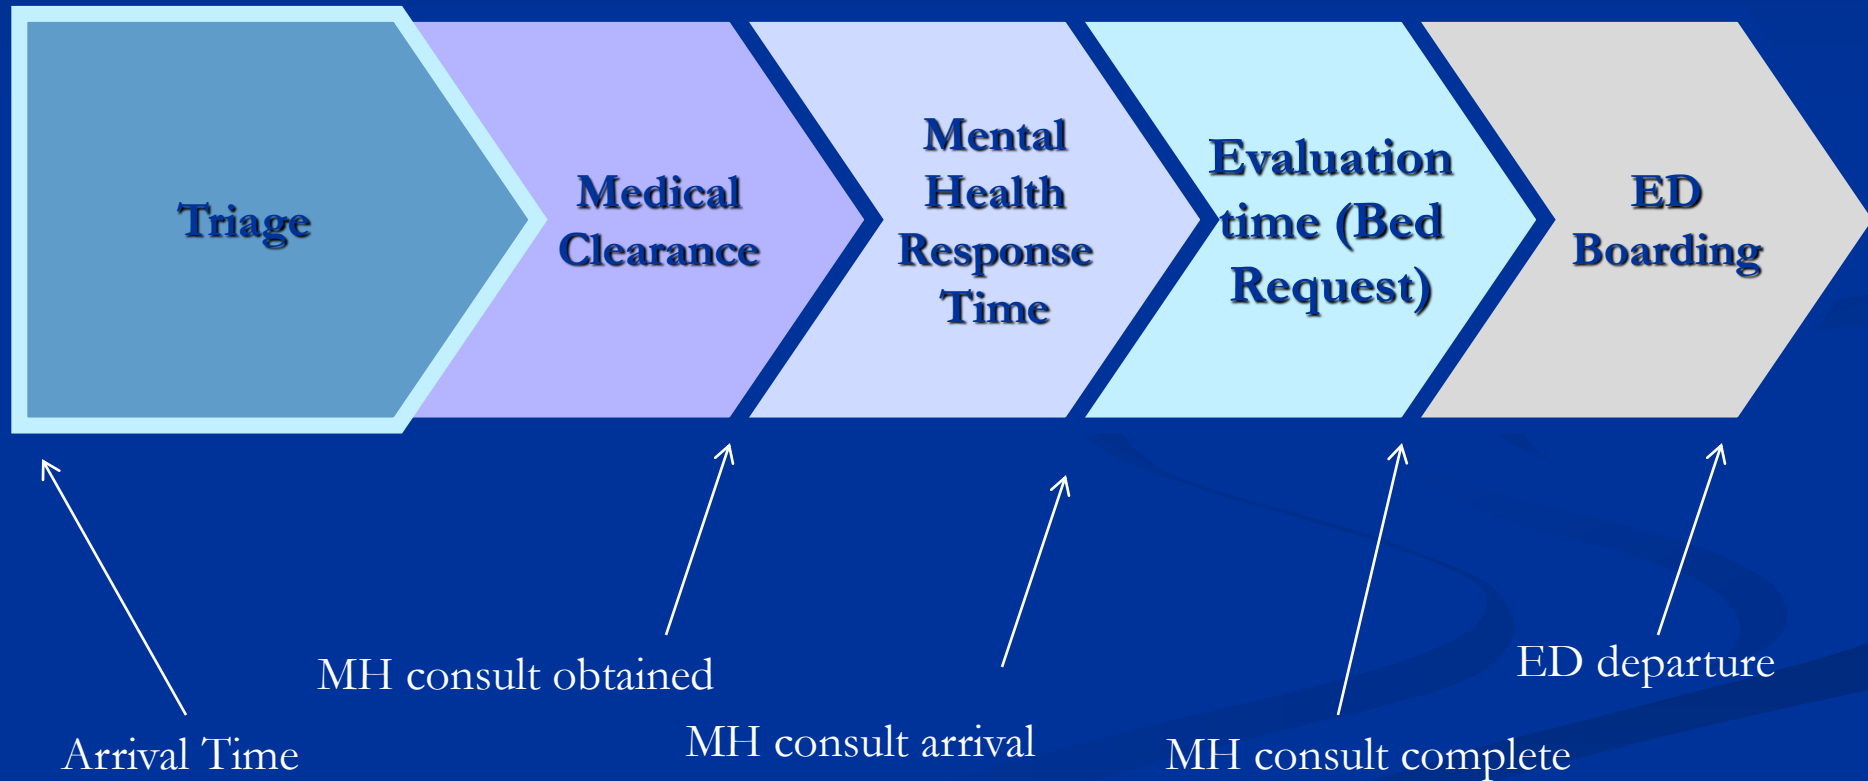 Triage
Medical
Clearance
Mental
Health
Response
Time
Evaluation
time (Bed
Request)
ED
Boarding
Arrival Time
MH consult obtained
MH consult arrival
MH consult complete
ED departure